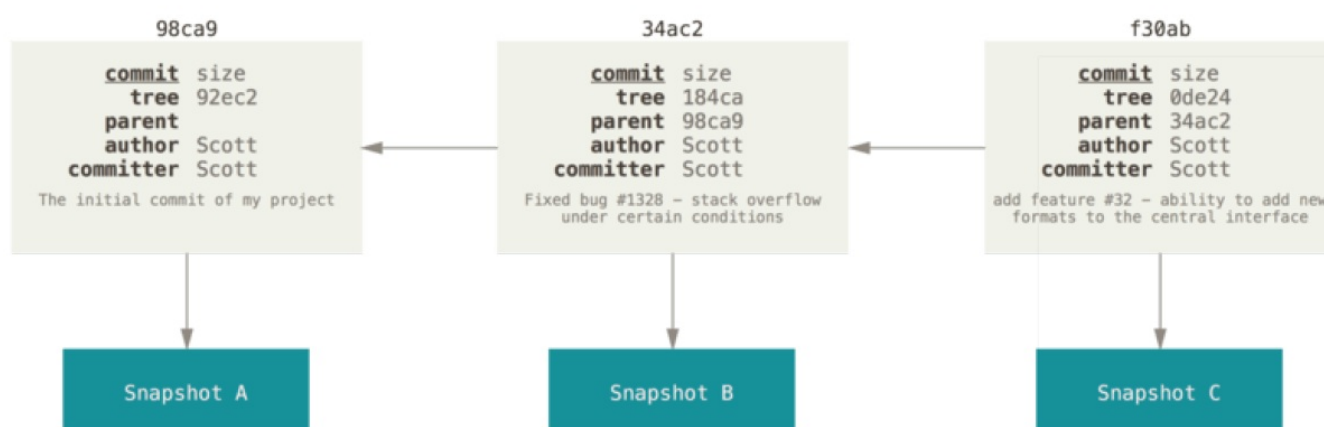 98ca9
commit size
tree 92ec2
parent
author Scott
committer Scott
The initial commit of my project
Snapshot A
34ac2
commit size
tree 184ca
parent 98ca9
author Scott
committer Scott
Fixed bug #1328 – stack overflow
under certain conditions
Snapshot B
f30ab
commit size
tree 0de24
parent 34ac2
author Scott
committer Scott
add feature #32 – ability to add new
formats to the central interface
Snapshot C